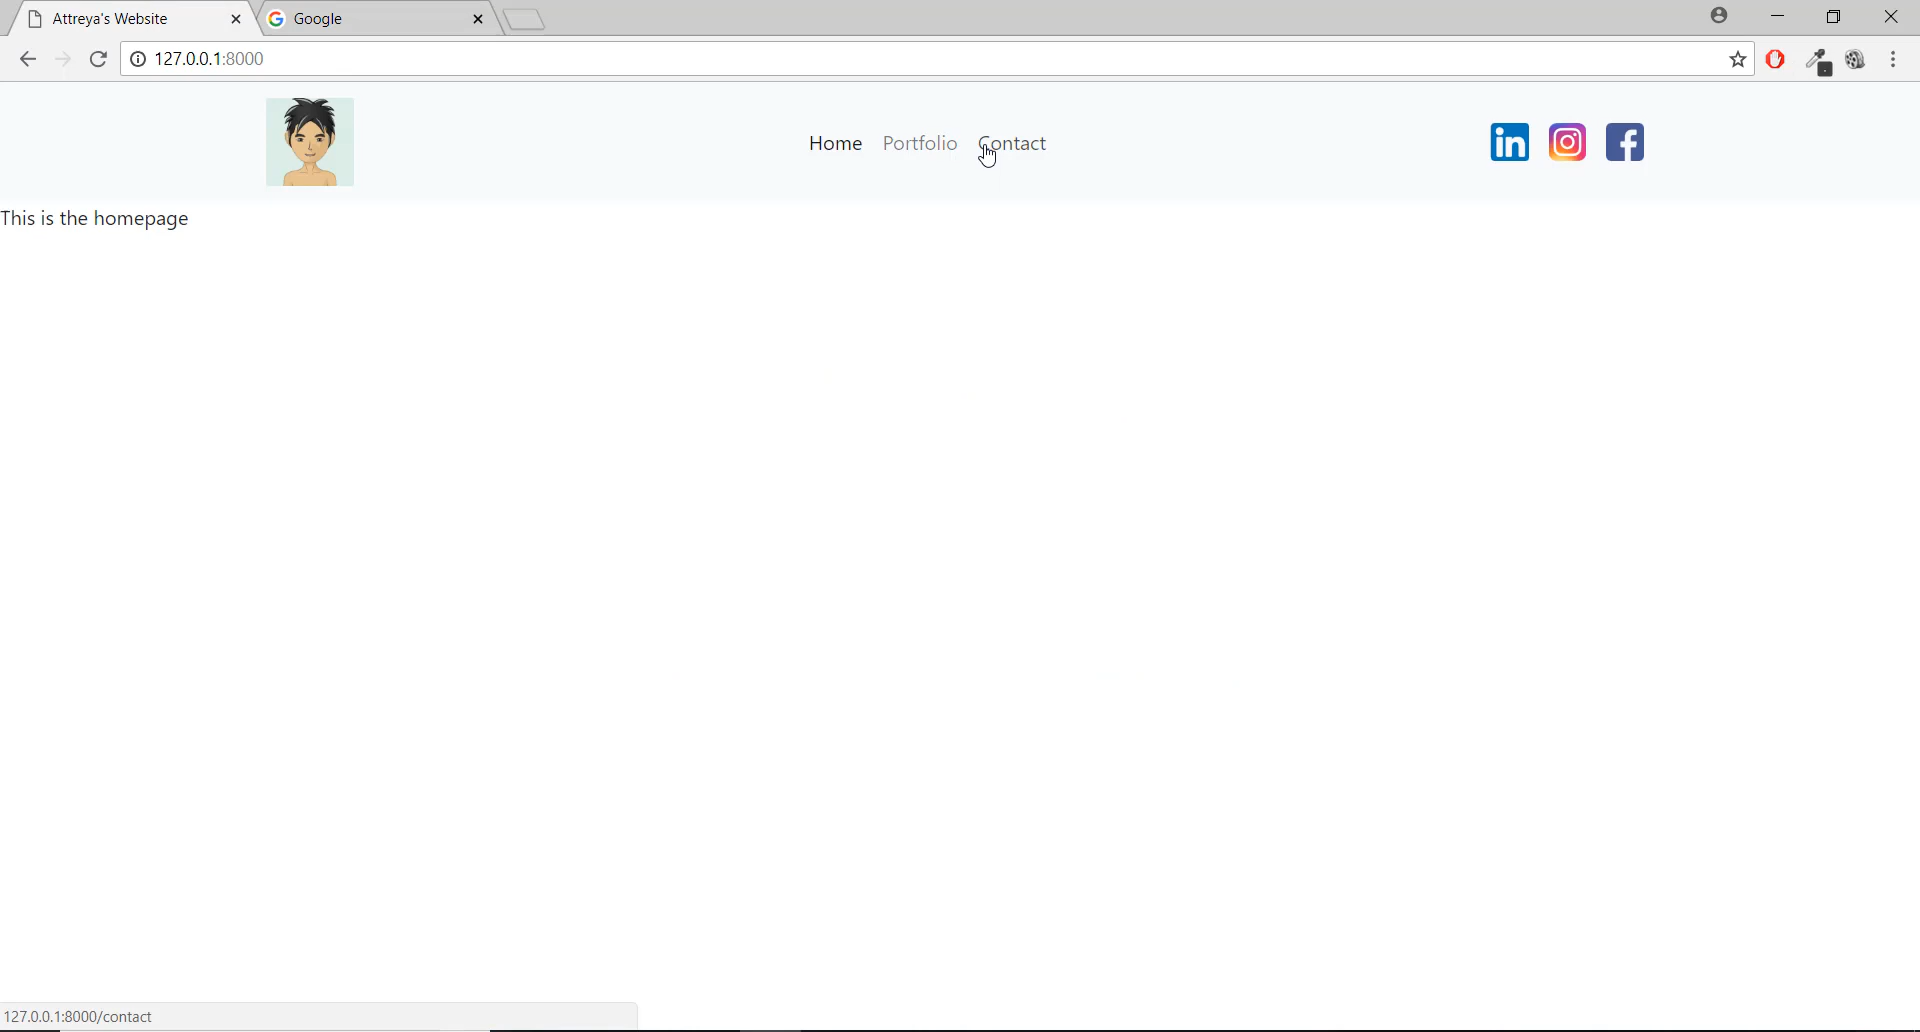 Attreya's Website
Google
127.0.0.1:8000
Home Portfolio Contact
in
f
This is the homepage
127.0.0.1:8000/contact